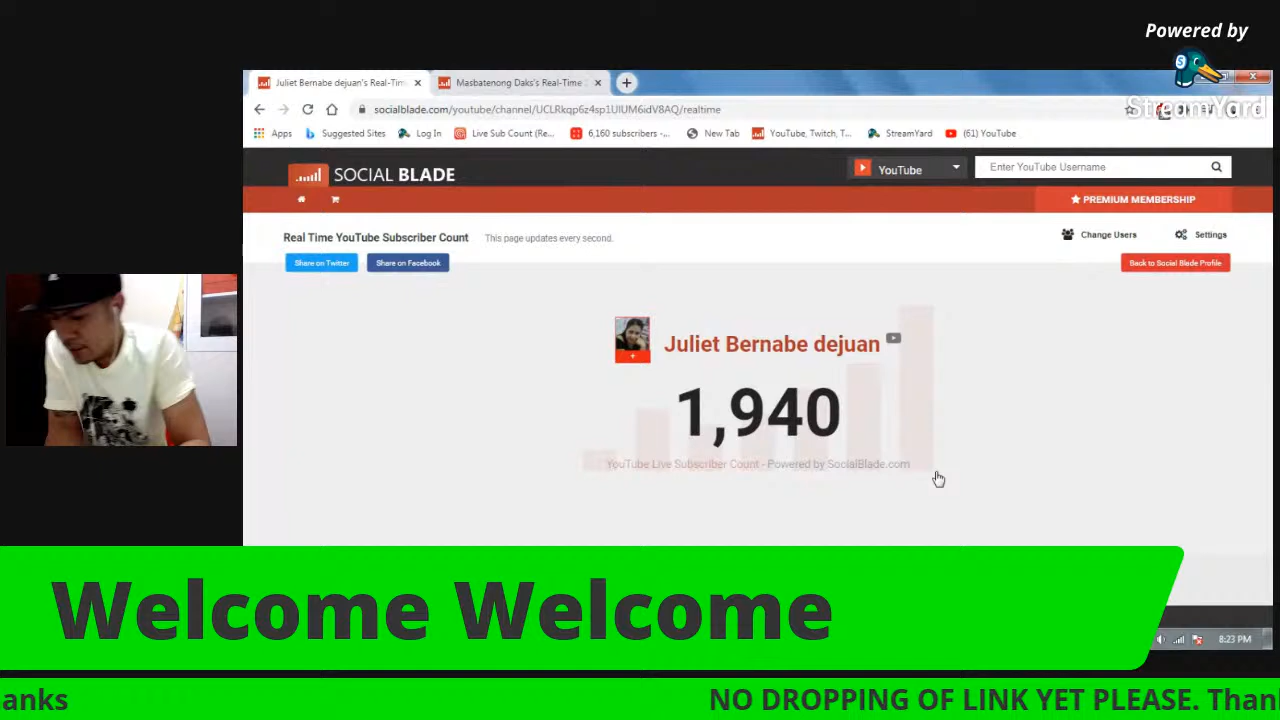 Powered by
StreamYard
Juliet Bernabe dejuan's Real-Tim
Masbatenong Daks's Real-Time
socialblade.com/youtube/channel/UCLRkqp6z4sp1UIUM6idV8AQ/realtime
Apps
Suggested Sites
Log In
Live Sub Count (Re...
6,160 subscribers -...
New Tab
YouTube, Twitch, T...
StreamYard
(61) YouTube
SOCIAL BLADE
YouTube
Enter YouTube Username
PREMIUM MEMBERSHIP
Real Time YouTube Subscriber Count
This page updates every second.
Change Users
Settings
Share on Twitter
Share on Facebook
Back to Social Blade Profile
Juliet Bernabe dejuan
1,940
YouTube Live Subscriber Count - Powered by SocialBlade.com
Welcome Welcome
8:23 PM
anks
NO DROPPING OF LINK YET PLEASE. Than